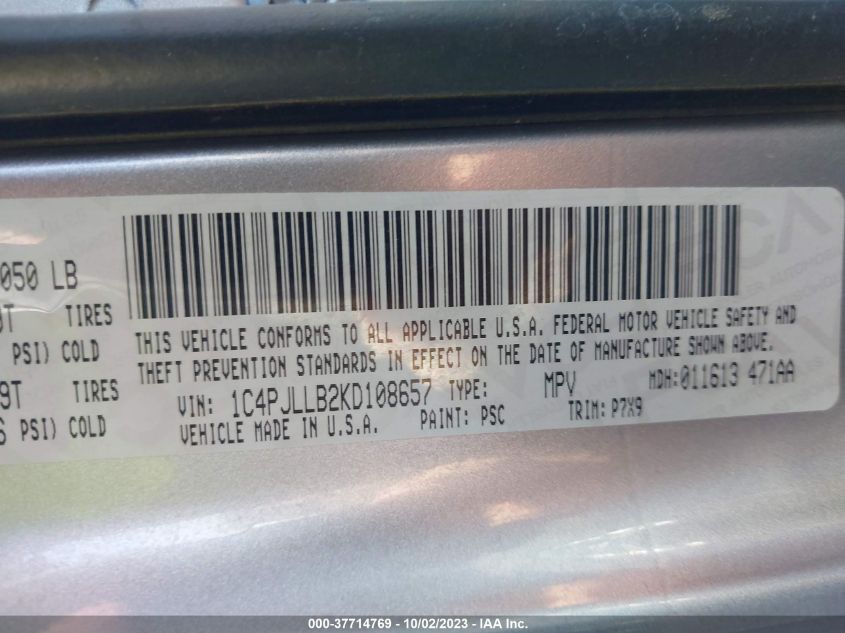 050 LB
TIRES
PSI) COLD
9T TIRES
PSI) COLD
THIS VEHICLE CONFORMS TO ALL APPLICABLE U.S.A. FEDERAL MOTOR VEHICLE SAFETY AND
THEFT PREVENTION STANDARDS IN EFFECT ON THE DATE OF MANUFACTURE SHOWN ABOVE.
VIN: 1C4PJLLB2KD108657 TYPE: MPV MDH:011613 471AA
VEHICLE MADE IN U.S.A. PAINT: PSC TRIM: P7X9
000-37714769 - 10/02/2023 - IAA Inc.